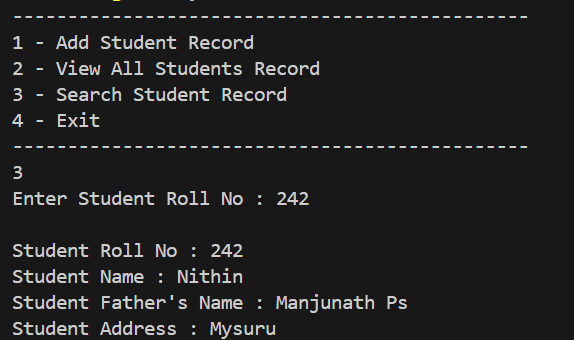 -----------------------------------------------
1 - Add Student Record
2 - View All Students Record
3 - Search Student Record
4 - Exit
-----------------------------------------------
3
Enter Student Roll No : 242
Student Roll No : 242
Student Name : Nithin
Student Father's Name : Manjunath Ps
Student Address : Mysuru